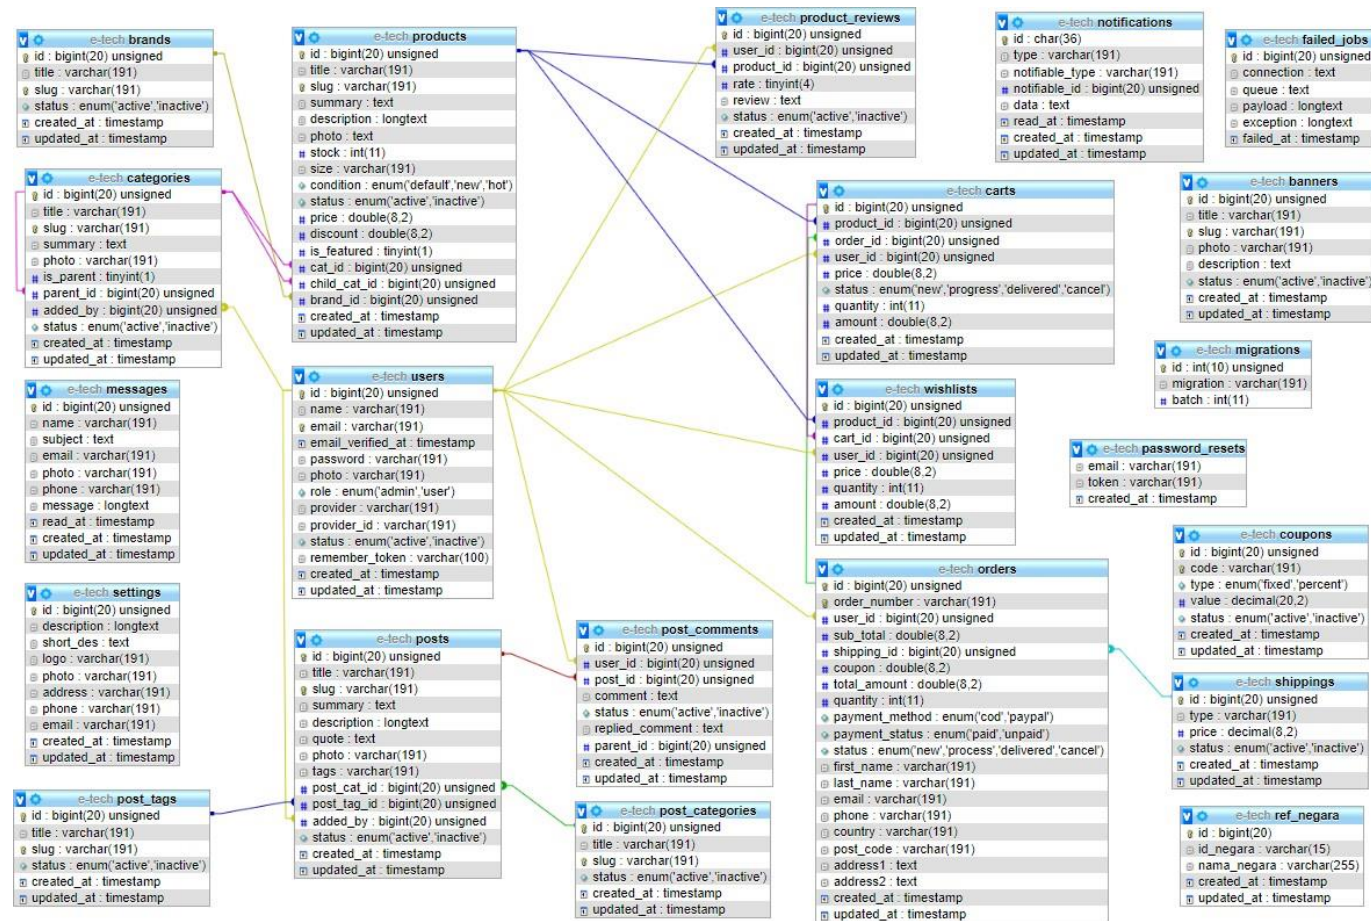 e-tech brands
id : bigint(20) unsigned
title : varchar(191)
slug : varchar(191)
status : enum('active','inactive')
created_at : timestamp
updated_at : timestamp
e-tech categories
id : bigint(20) unsigned
title : varchar(191)
slug : varchar(191)
summary : text
photo : varchar(191)
is_parent : tinyint(1)
parent_id : bigint(20) unsigned
added_by : bigint(20) unsigned
status : enum('active','inactive')
created_at : timestamp
updated_at : timestamp
e-tech messages
id : bigint(20) unsigned
name : varchar(191)
subject : text
email : varchar(191)
photo : varchar(191)
phone : varchar(191)
message : longtext
read_at : timestamp
created_at : timestamp
updated_at : timestamp
e-tech settings
id : bigint(20) unsigned
description : longtext
short_des : text
logo : varchar(191)
photo : varchar(191)
address : varchar(191)
phone : varchar(191)
email : varchar(191)
created_at : timestamp
updated_at : timestamp
e-tech post_tags
id : bigint(20) unsigned
title : varchar(191)
slug : varchar(191)
status : enum('active','inactive')
created_at : timestamp
updated_at : timestamp
e-tech products
id : bigint(20) unsigned
title : varchar(191)
slug : varchar(191)
summary : text
description : longtext
photo : text
stock : int(11)
size : varchar(191)
condition : enum('default','new','hot')
status : enum('active','inactive')
price : double(8,2)
discount : double(8,2)
is_featured : tinyint(1)
cat_id : bigint(20) unsigned
child_cat_id : bigint(20) unsigned
brand_id : bigint(20) unsigned
created_at : timestamp
updated_at : timestamp
e-tech users
id : bigint(20) unsigned
name : varchar(191)
email : varchar(191)
email_verified_at : timestamp
password : varchar(191)
photo : varchar(191)
role : enum('admin','user')
provider : varchar(191)
provider_id : varchar(191)
status : enum('active','inactive')
remember_token : varchar(100)
created_at : timestamp
updated_at : timestamp
e-tech posts
id : bigint(20) unsigned
title : varchar(191)
slug : varchar(191)
summary : text
description : longtext
quote : text
photo : varchar(191)
tags : varchar(191)
post_cat_id : bigint(20) unsigned
post_tag_id : bigint(20) unsigned
added_by : bigint(20) unsigned
status : enum('active','inactive')
created_at : timestamp
updated_at : timestamp
e-tech product_reviews
id : bigint(20) unsigned
user_id : bigint(20) unsigned
product_id : bigint(20) unsigned
rate : tinyint(4)
review : text
status : enum('active','inactive')
created_at : timestamp
updated_at : timestamp
e-tech post_comments
id : bigint(20) unsigned
user_id : bigint(20) unsigned
post_id : bigint(20) unsigned
comment : text
status : enum('active','inactive')
replied_comment : text
parent_id : bigint(20) unsigned
created_at : timestamp
updated_at : timestamp
e-tech post_categories
id : bigint(20) unsigned
title : varchar(191)
slug : varchar(191)
status : enum('active','inactive')
created_at : timestamp
updated_at : timestamp
e-tech carts
id : bigint(20) unsigned
product_id : bigint(20) unsigned
order_id : bigint(20) unsigned
user_id : bigint(20) unsigned
price : double(8,2)
status : enum('new','progress','delivered','cancel')
quantity : int(11)
amount : double(8,2)
created_at : timestamp
updated_at : timestamp
e-tech wishlists
id : bigint(20) unsigned
product_id : bigint(20) unsigned
cart_id : bigint(20) unsigned
user_id : bigint(20) unsigned
price : double(8,2)
quantity : int(11)
amount : double(8,2)
created_at : timestamp
updated_at : timestamp
e-tech orders
id : bigint(20) unsigned
order_number : varchar(191)
user_id : bigint(20) unsigned
sub_total : double(8,2)
shipping_id : bigint(20) unsigned
coupon : double(8,2)
total_amount : double(8,2)
quantity : int(11)
payment_method : enum('cod','paypal')
payment_status : enum('paid','unpaid')
status : enum('new','process','delivered','cancel')
first_name : varchar(191)
last_name : varchar(191)
email : varchar(191)
phone : varchar(191)
country : varchar(191)
post_code : varchar(191)
address1 : text
address2 : text
created_at : timestamp
updated_at : timestamp
e-tech notifications
id : char(36)
type : varchar(191)
notifiable_type : varchar(191)
notifiable_id : bigint(20) unsigned
data : text
read_at : timestamp
created_at : timestamp
updated_at : timestamp
e-tech failed_jobs
id : bigint(20) unsigned
connection : text
queue : text
payload : longtext
exception : longtext
failed_at : timestamp
e-tech banners
id : bigint(20) unsigned
title : varchar(191)
slug : varchar(191)
photo : varchar(191)
description : text
status : enum('active','inactive')
created_at : timestamp
updated_at : timestamp
e-tech migrations
id : int(10) unsigned
migration : varchar(191)
batch : int(11)
e-tech password_resets
email : varchar(191)
token : varchar(191)
created_at : timestamp
e-tech coupons
id : bigint(20) unsigned
code : varchar(191)
type : enum('fixed','percent')
value : decimal(20,2)
status : enum('active','inactive')
created_at : timestamp
updated_at : timestamp
e-tech shippings
id : bigint(20) unsigned
type : varchar(191)
price : decimal(8,2)
status : enum('active','inactive')
created_at : timestamp
updated_at : timestamp
e-tech ref_negara
id : bigint(20)
id_negara : varchar(15)
nama_negara : varchar(255)
created_at : timestamp
updated_at : timestamp